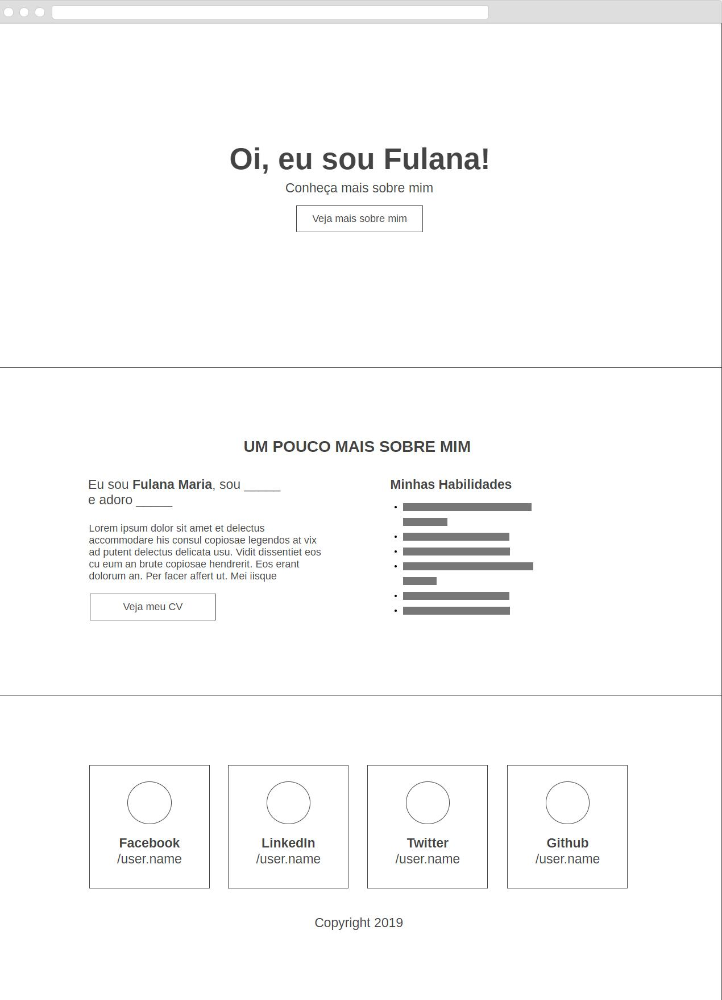 Oi, eu sou Fulana!
Conheça mais sobre mim
Veja mais sobre mim
UM POUCO MAIS SOBRE MIM
Eu sou Fulana Maria, sou _____
e adoro _____
Lorem ipsum dolor sit amet et delectus
accommodare his consul copiosae legendos at vix
ad putent delectus delicata usu. Vidit dissentiet eos
cu eum an brute copiosae hendrerit. Eos erant
dolorum an. Per facer affert ut. Mei iisque
Veja meu CV
Minhas Habilidades
Facebook
/user.name
LinkedIn
/user.name
Twitter
/user.name
Github
/user.name
Copyright 2019